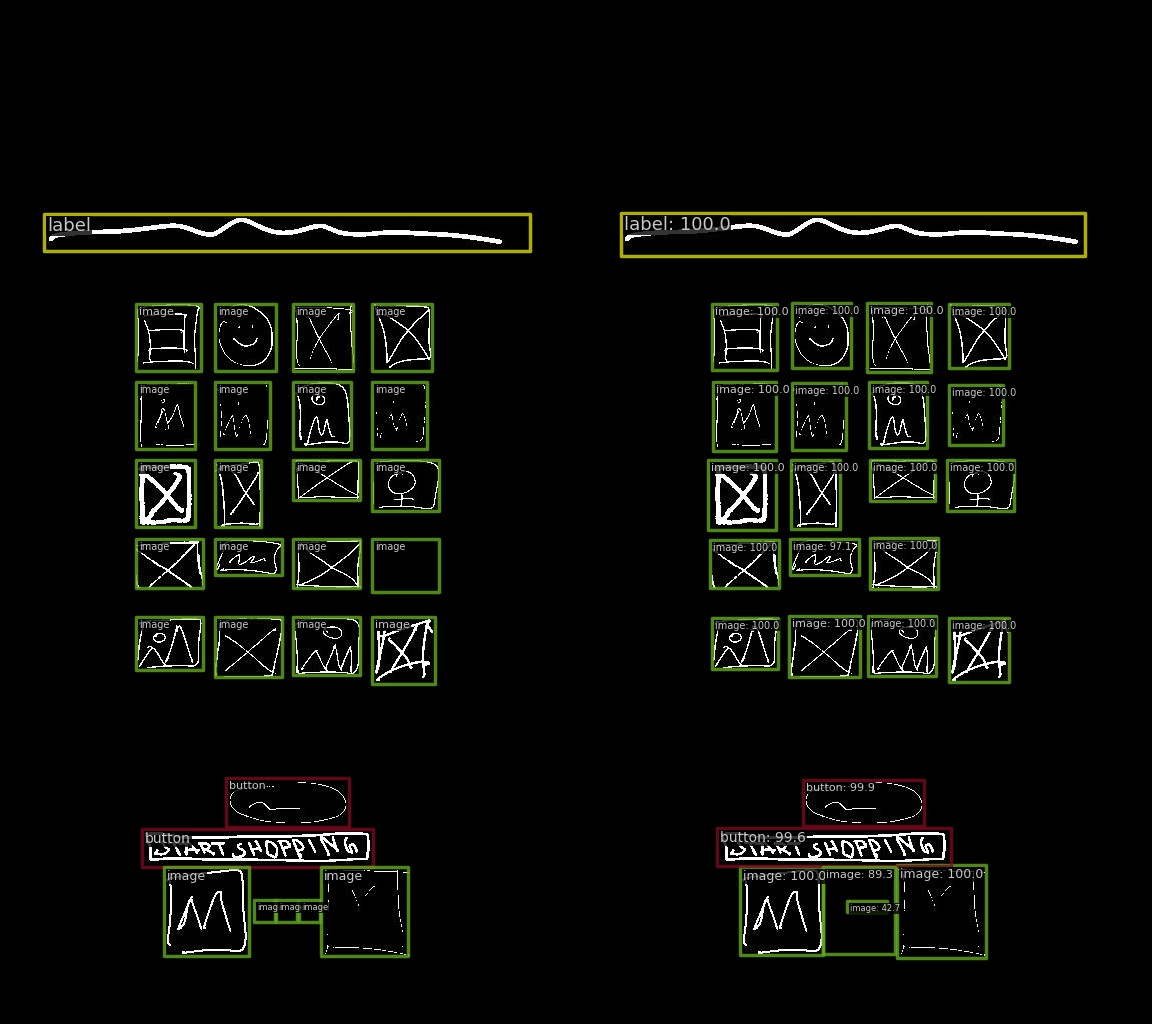 label label: 100.0
image image image image image: 100.0 image: 100.0 image: 100.0 image: 100.0
image image image image image: 100.0 image: 100.0 image: 100.0 image: 100.0
image image image image image: 100.0 image: 100.0 image: 100.0 image: 100.0
image image image image image: 100.0 image: 97.1 image: 100.0
image image image image image: 100.0 image: 100.0 image: 100.0 image: 100.0
button button: 99.9
button button: 99.6
START SHOPPING START SHOPPING
image image image: 100.0 image: 89.3 image: 100.0
image image image image: 42.7